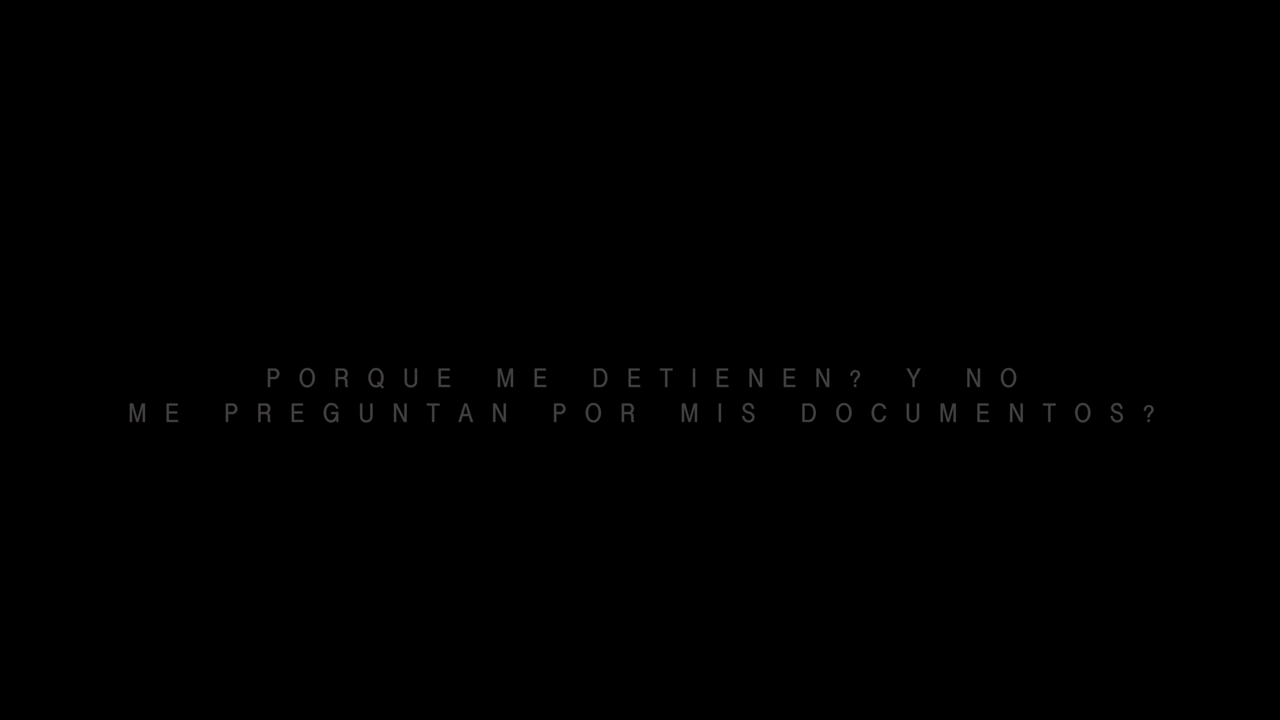 PORQUE ME DETIENEN? Y NO
ME PREGUNTAN POR MIS DOCUMENTOS?